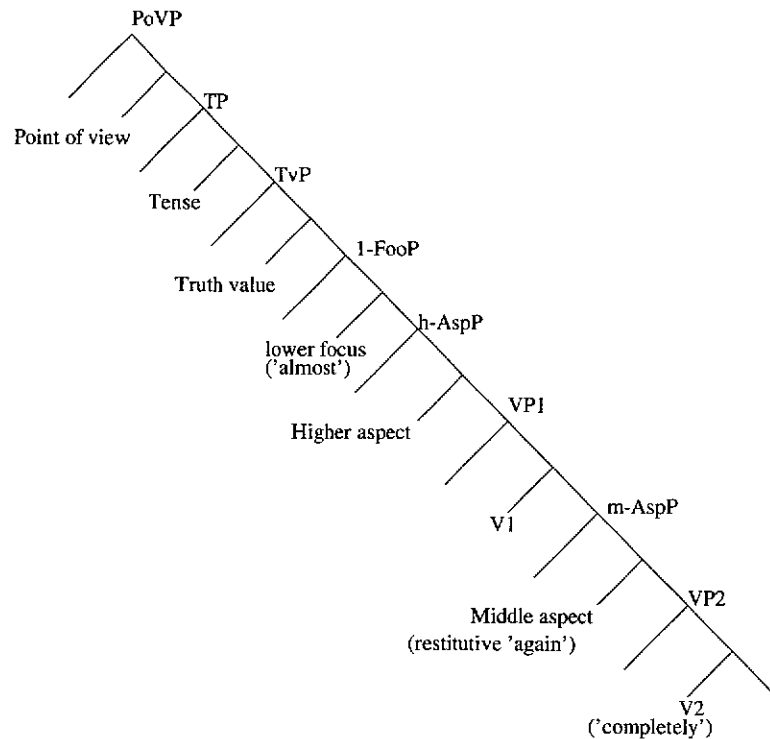 PoVP
TP
Point of view
TvP
Tense
1-FooP
Truth value
h-AspP
lower focus
('almost')
VP1
Higher aspect
m-AspP
V1
VP2
Middle aspect
(restitutive 'again')
V2
('completely')